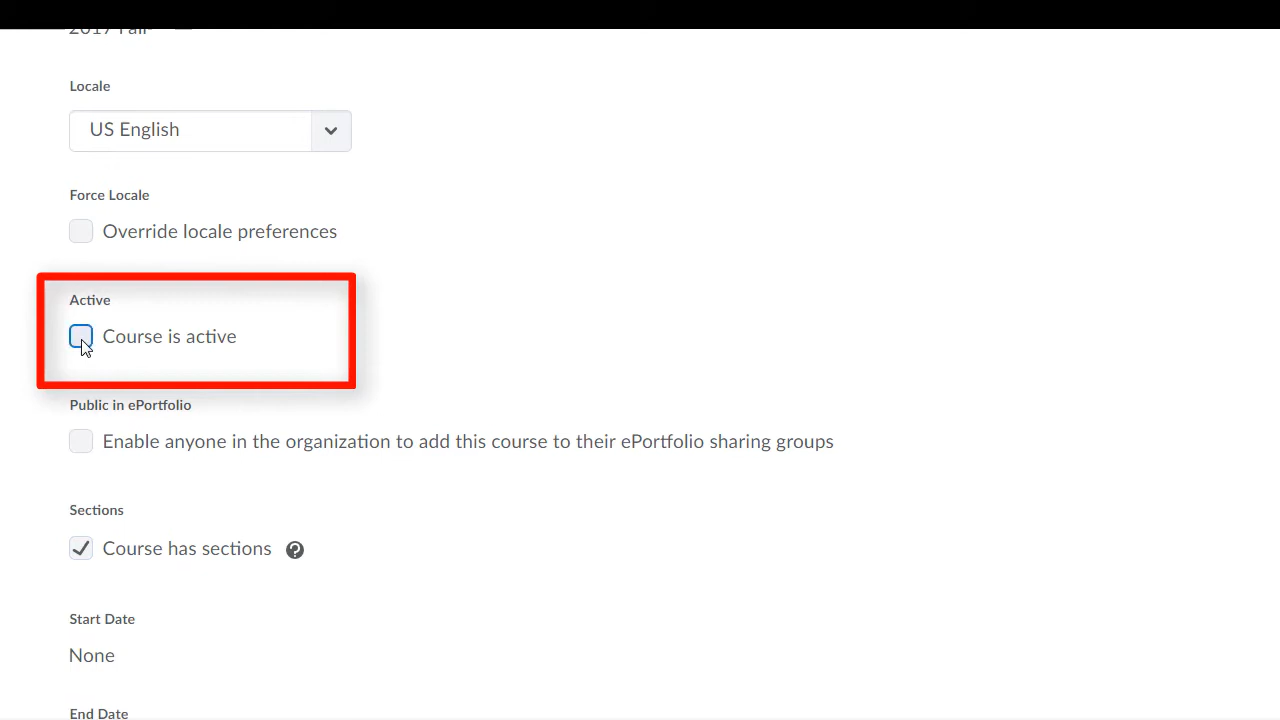 2017 Fall
Locale
US English
Force Locale
Override locale preferences
Active
Course is active
Public in ePortfolio
Enable anyone in the organization to add this course to their ePortfolio sharing groups
Sections
Course has sections
Start Date
None
End Date